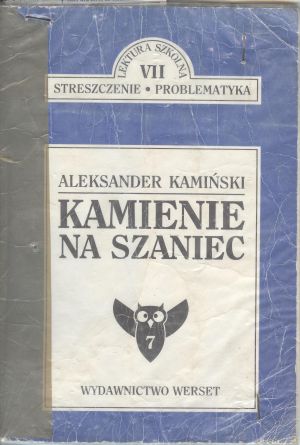 LEKTURA SZKOLNA
VII
STRESZCZENIE • PROBLEMATYKA
ALEKSANDER KAMIŃSKI
KAMIENIE
NA SZANIEC
7
WYDAWNICTWO WERSET